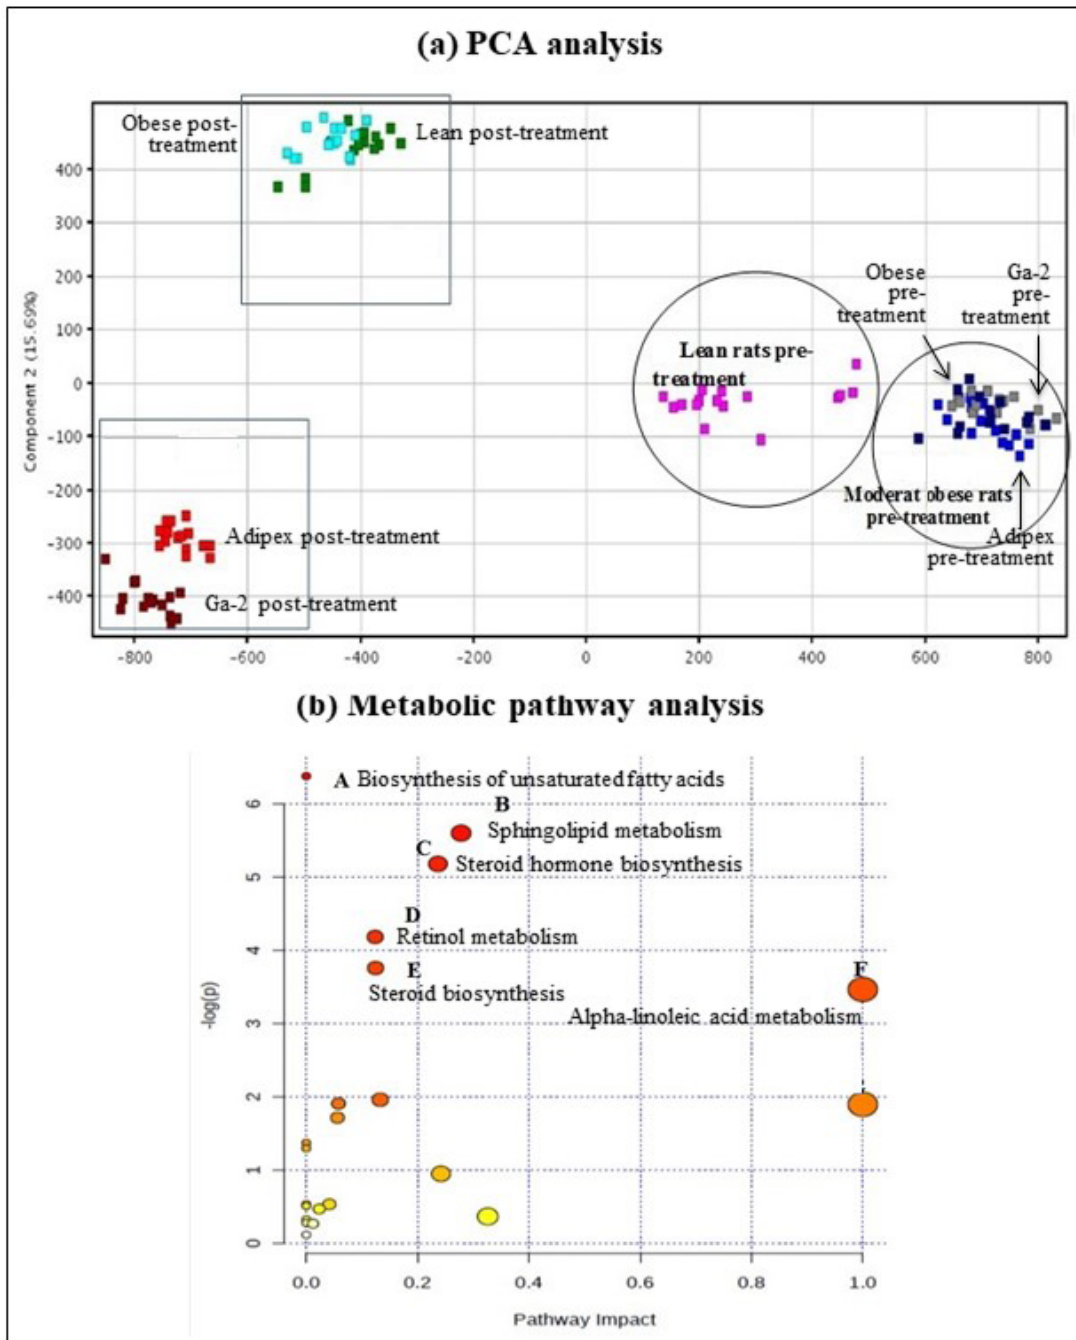 (a) PCA analysis
Obese post-
treatment
Lean post-treatment
400
300
200
100
0
-100
-200
-300
-400
Component 2 (15.69%)
Obese
pre-
treatment
Ga-2
pre-
treatment
Lean rats pre-
treatment
Moderat obese rats
pre-treatment
Adipex
pre-treatment
Adipex post-treatment
Ga-2 post-treatment
-800 -600 -400 -200 0 200 400 600 800
(b) Metabolic pathway analysis
A Biosynthesis of unsaturated fatty acids
B
Sphingolipid metabolism
C
Steroid hormone biosynthesis
D
Retinol metabolism
E
Steroid biosynthesis
F
Alpha-linoleic acid metabolism
6
5
4
3
2
1
0
-log(p)
0.0 0.2 0.4 0.6 0.8 1.0
Pathway Impact